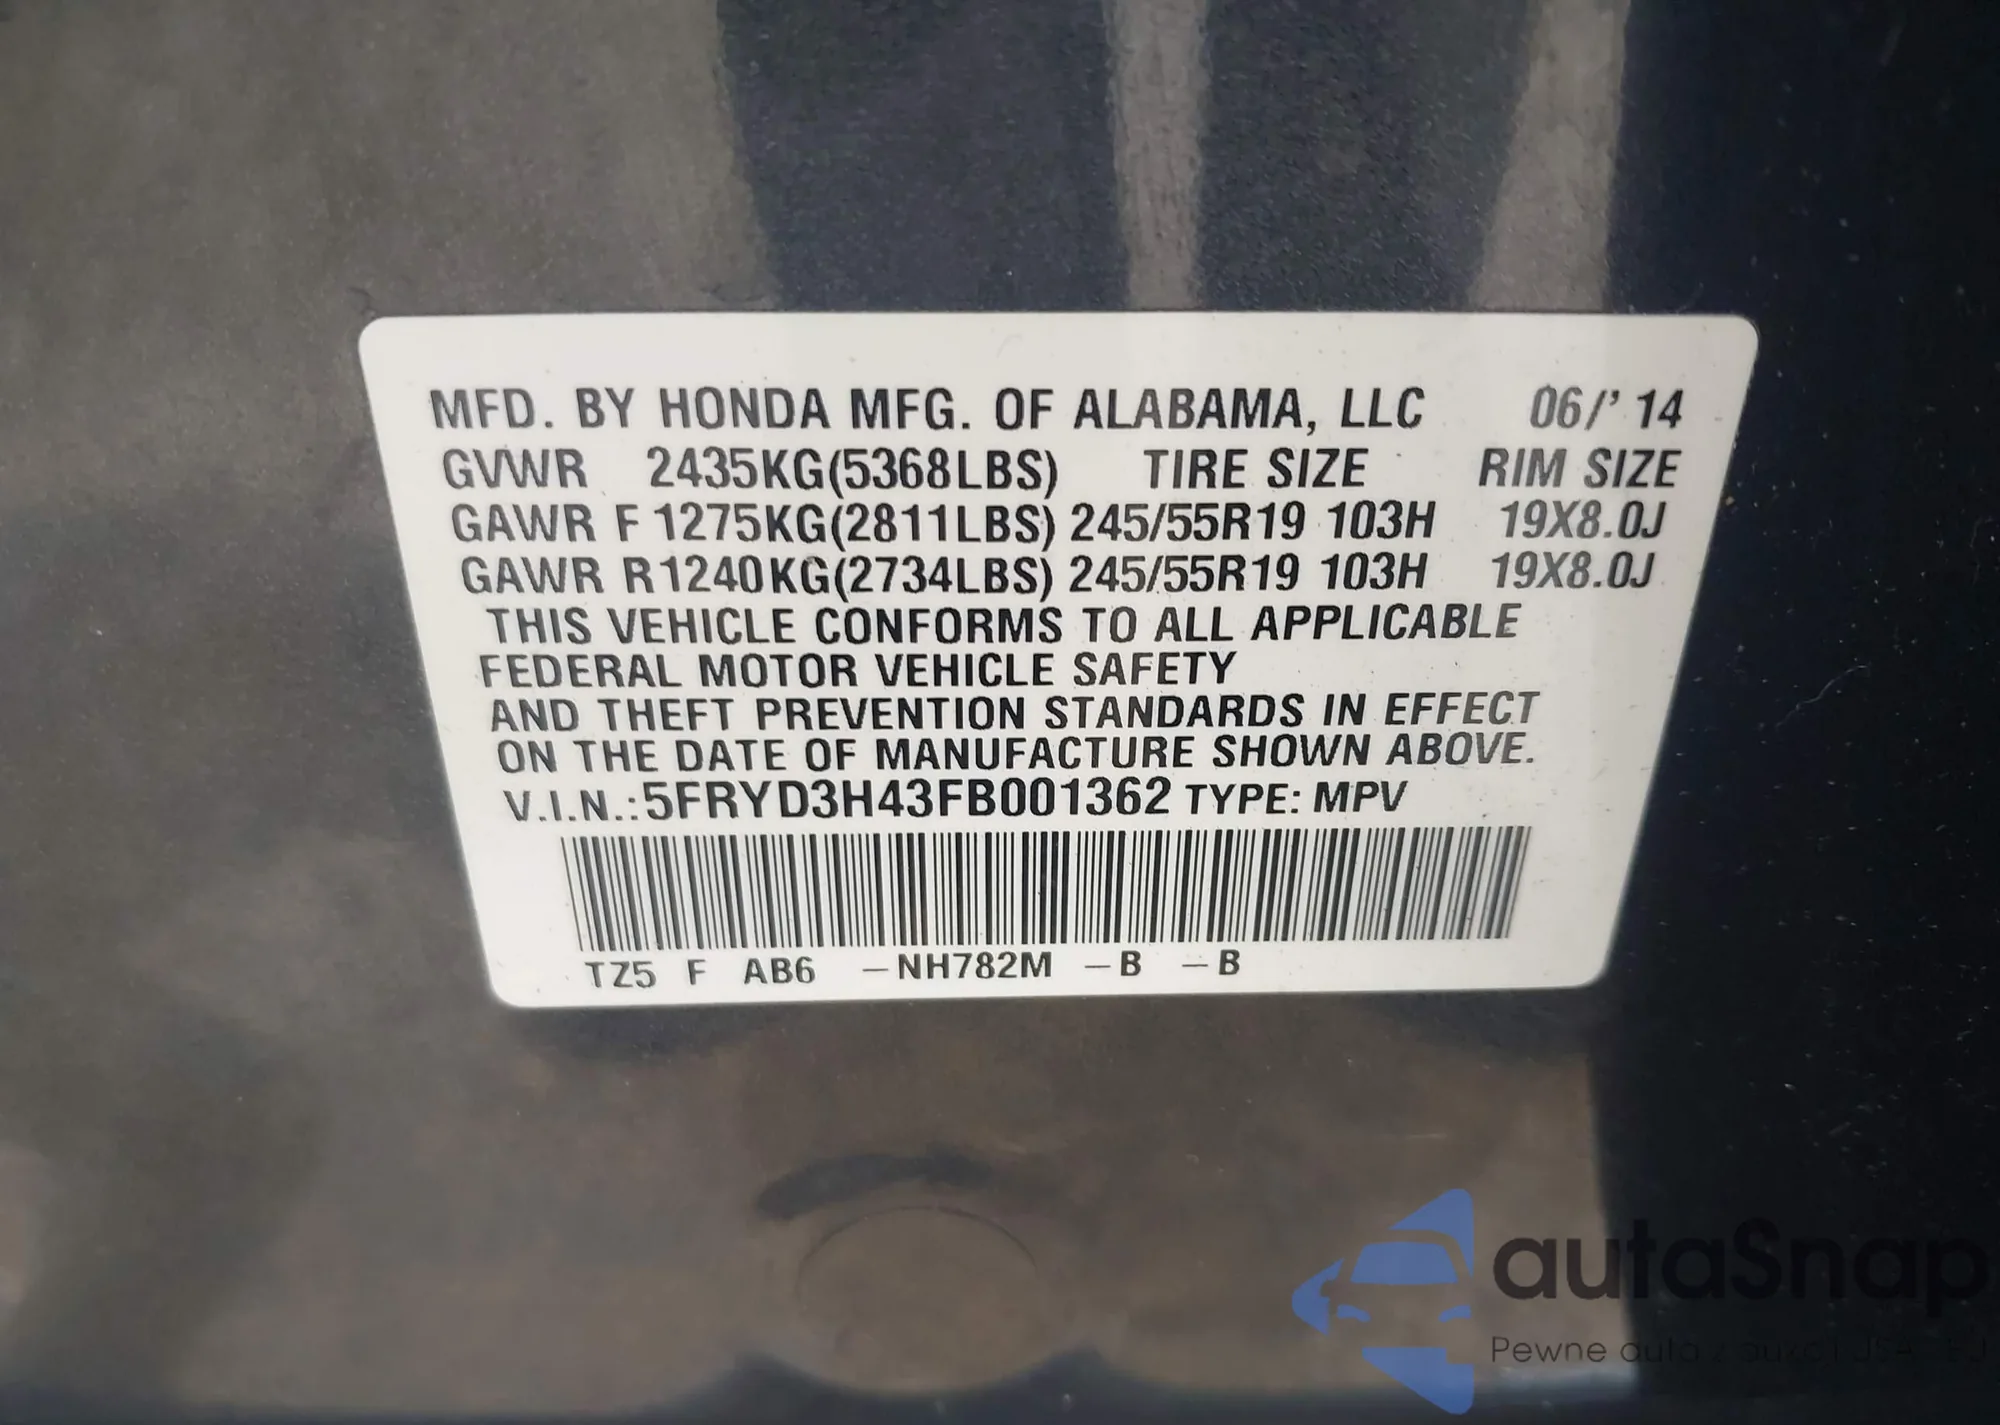 MFD. BY HONDA MFG. OF ALABAMA, LLC 06/'14
GVWR 2435KG(5368LBS) TIRE SIZE RIM SIZE
GAWR F 1275KG(2811LBS) 245/55R19 103H 19X8.0J
GAWR R 1240KG(2734LBS) 245/55R19 103H 19X8.0J
THIS VEHICLE CONFORMS TO ALL APPLICABLE
FEDERAL MOTOR VEHICLE SAFETY
AND THEFT PREVENTION STANDARDS IN EFFECT
ON THE DATE OF MANUFACTURE SHOWN ABOVE.
V.I.N.:5FRYD3H43FB001362 TYPE: MPV
TZ5 F AB6 –NH782M –B –B
autaSnap
Pewne auta z